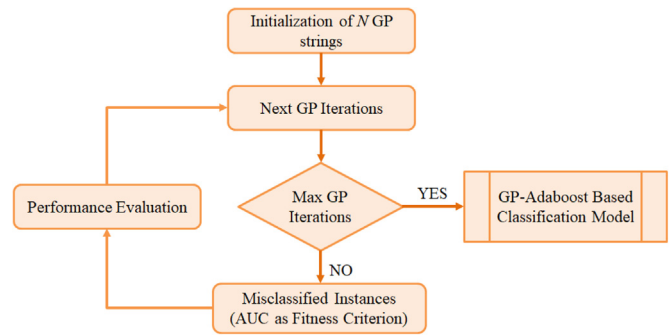 Initialization of N GP
strings
Next GP Iterations
Max GP
Iterations
YES
GP-Adaboost Based
Classification Model
Performance Evaluation
NO
Misclassified Instances
(AUC as Fitness Criterion)